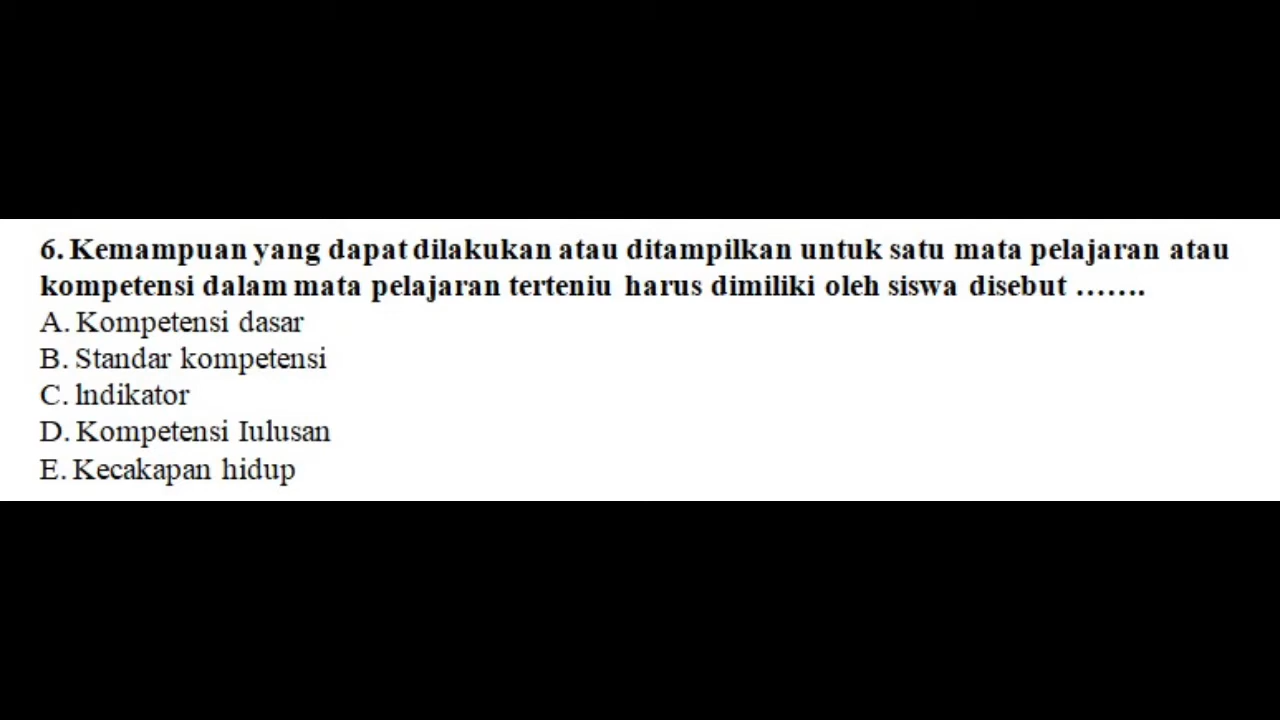 6. Kemampuan yang dapat dilakukan atau ditampilkan untuk satu mata pelajaran atau
kompetensi dalam mata pelajaran terteniu harus dimiliki oleh siswa disebut …….
A. Kompetensi dasar
B. Standar kompetensi
C. lndikator
D. Kompetensi Iulusan
E. Kecakapan hidup